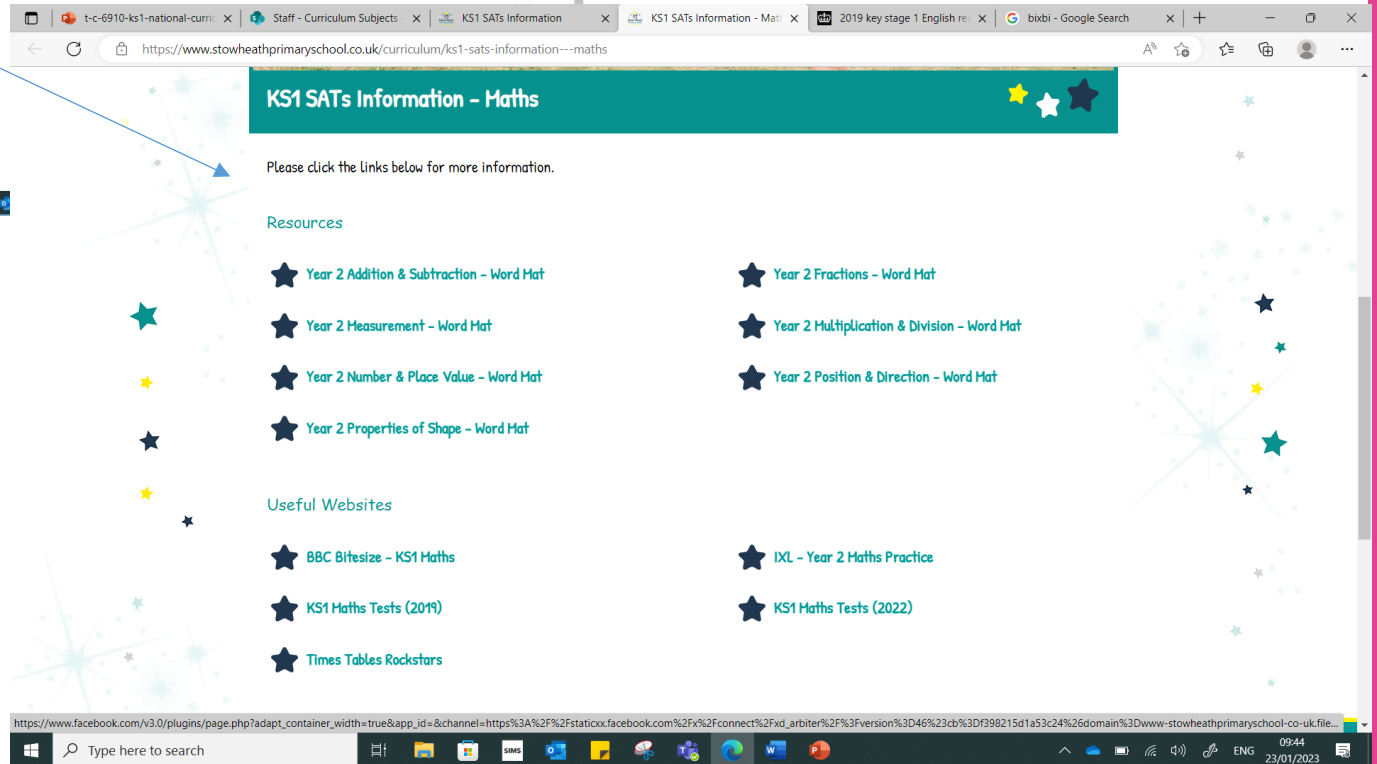 t-c-6910-ks1-national-curric
Staff - Curriculum Subjects -
KS1 SATs Information
KS1 SATs Information - Mat
2019 key stage 1 English re
bixbi - Google Search
https://www.stowheathprimaryschool.co.uk/curriculum/ks1-sats-information---maths
KS1 SATs Information - Maths
Please click the links below for more information.
Resources
Year 2 Addition & Subtraction - Word Mat
Year 2 Fractions - Word Mat
Year 2 Measurement - Word Mat
Year 2 Multiplication & Division - Word Mat
Year 2 Number & Place Value - Word Mat
Year 2 Position & Direction - Word Mat
Year 2 Properties of Shape - Word Mat
Useful Websites
BBC Bitesize - KS1 Maths
IXL - Year 2 Maths Practice
KS1 Maths Tests (2019)
KS1 Maths Tests (2022)
Times Tables Rockstars
https://www.facebook.com/v3.0/plugins/page.php?adapt_container_width=true&app_id=&channel=https%3A%2F%2Fstaticxx.facebook.com%2Fx%2Fconnect%2Fxd_arbiter%2F%3Fversion%3D46%23cb%3Df398215d1a53c24%26domain%3Dwww-stowheathprimaryschool-co-uk.file...
Type here to search
SIMS
ENG
09:44
23/01/2023